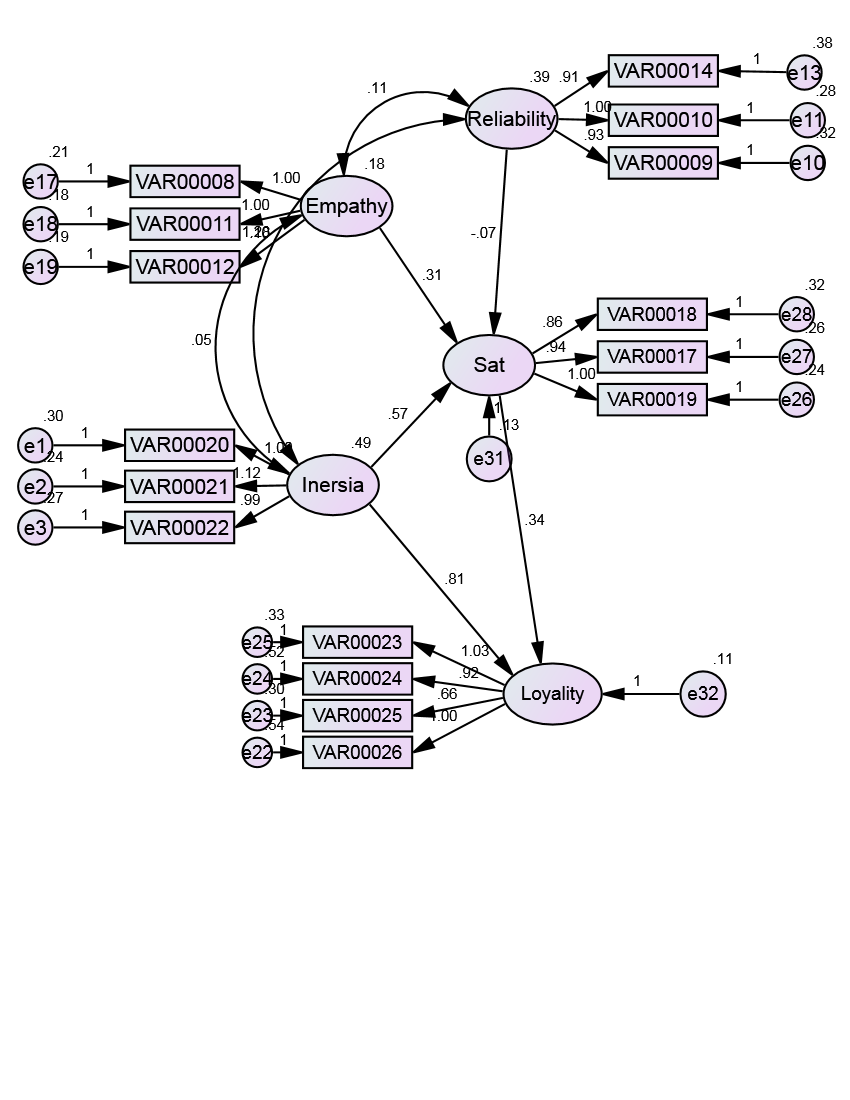 .38
.39 .91 VAR00014 1 e13
.28
.11
Reliability 1.00 VAR00010 1 e11
.32
.93 VAR00009 1 e10
.21
.18
e17 1 VAR00008 1.00
.18
Empathy
e18 1 VAR00011 1.00
.19
e19 1 VAR00012
-.07
.31
.32
.86 VAR00018 1 e28
.26
.05
.94 VAR00017 1 e27
Sat
.24
1.00 VAR00019 1 e26
.57
1
.13
.30
e1 1 VAR00020
.49
e31
.24
e2 1 VAR00021 1.12
Inersia
.27
e3 1 VAR00022 .99
.34
.81
.33
e25 1 VAR00023 1.03
.52
e24 1 VAR00024 .92
.11
.30
e23 1 VAR00025 .66
Loyality 1 e32
.54
e22 1 VAR00026 1.00